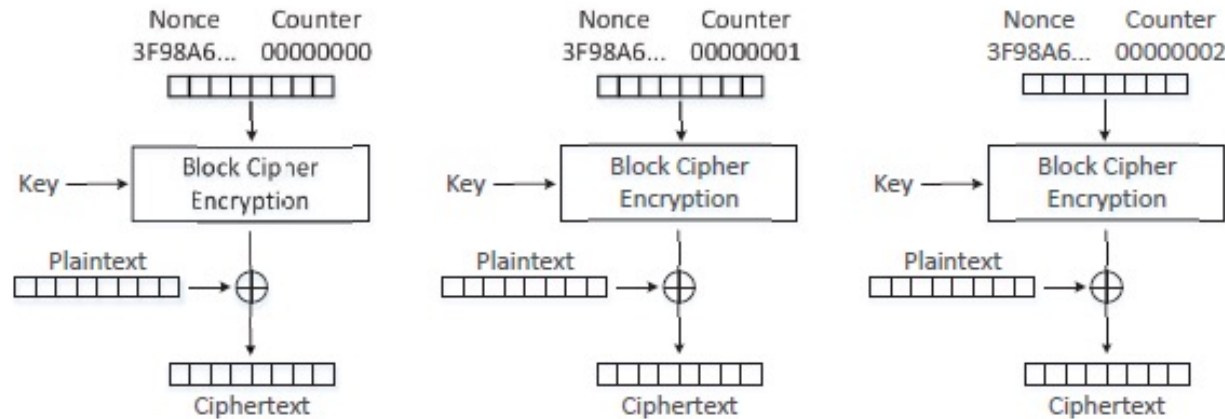 Nonce Counter Nonce Counter Nonce Counter
3F98A6... 00000000 3F98A6... 00000001 3F98A6... 00000002
Block Cipher Block Cipher Block Cipher
Key Encryption Key Encryption Key Encryption
Plaintext Plaintext Plaintext
Ciphertext Ciphertext Ciphertext